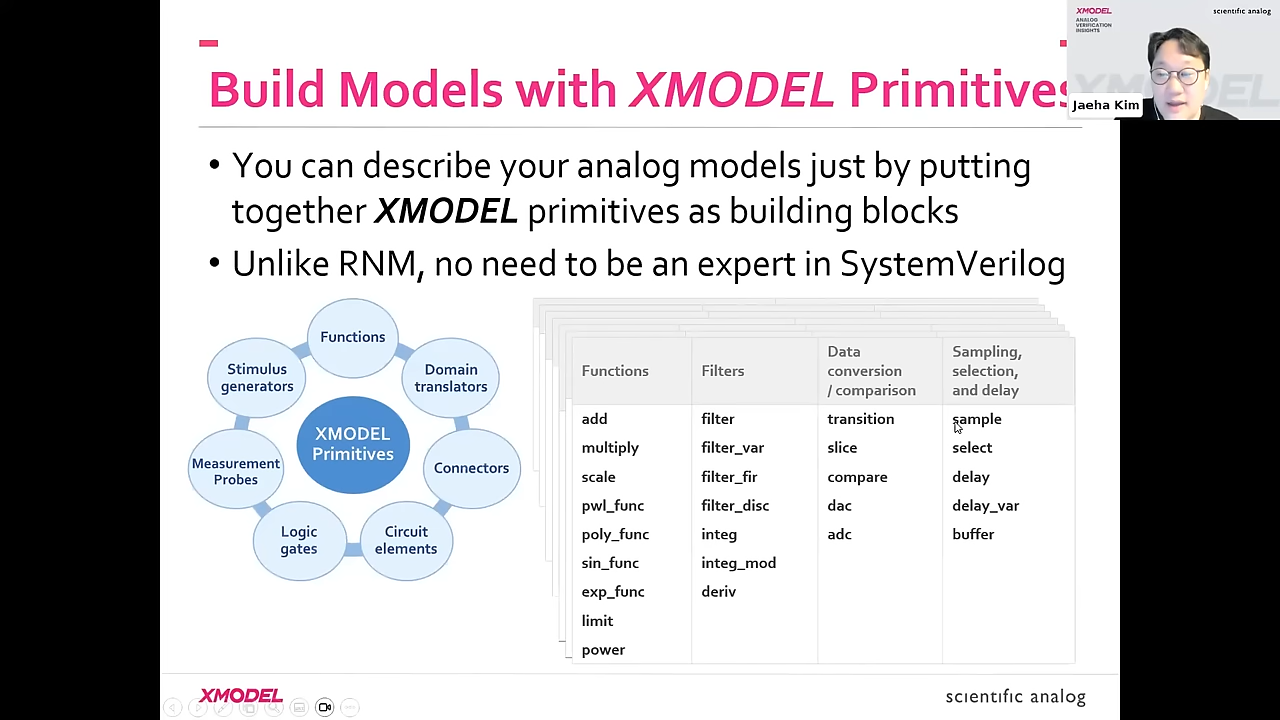 XMODEL
ANALOG
VERIFICATION
INSIGHTS
scientific analog
Jaeha Kim
Build Models with XMODEL Primitives
• You can describe your analog models just by putting
together XMODEL primitives as building blocks
• Unlike RNM, no need to be an expert in SystemVerilog
Functions
Stimulus
generators
Domain
translators
XMODEL
Primitives
Measurement
Probes
Connectors
Logic
gates
Circuit
elements
Functions
Filters
Data
conversion
/ comparison
Sampling,
selection,
and delay
add filter transition sample
multiply filter_var slice select
scale filter_fir compare delay
pwl_func filter_disc dac delay_var
poly_func integ adc buffer
sin_func integ_mod
exp_func deriv
limit
power
XMODEL
scientific analog